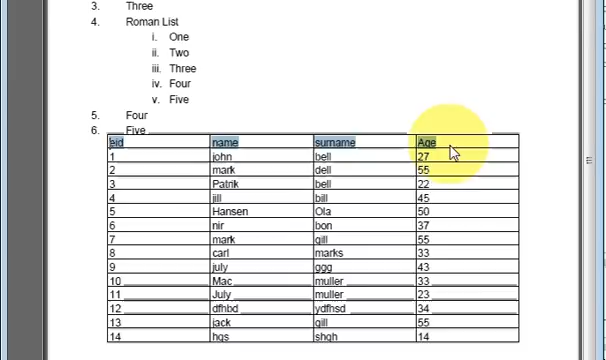 3. Three
4. Roman List
i. One
ii. Two
iii. Three
iv. Four
v. Five
5. Four
6. Five
eid name surname Age
1 john bell 27
2 mark dell 55
3 Patrik bell 22
4 jill bill 45
5 Hansen Ola 50
6 nir bon 37
7 mark gill 55
8 carl marks 33
9 july ggg 43
10 Mac muller 33
11 July muller 23
12 dfhbd ydfhsd 34
13 jack gill 55
14 hgs shgh 14